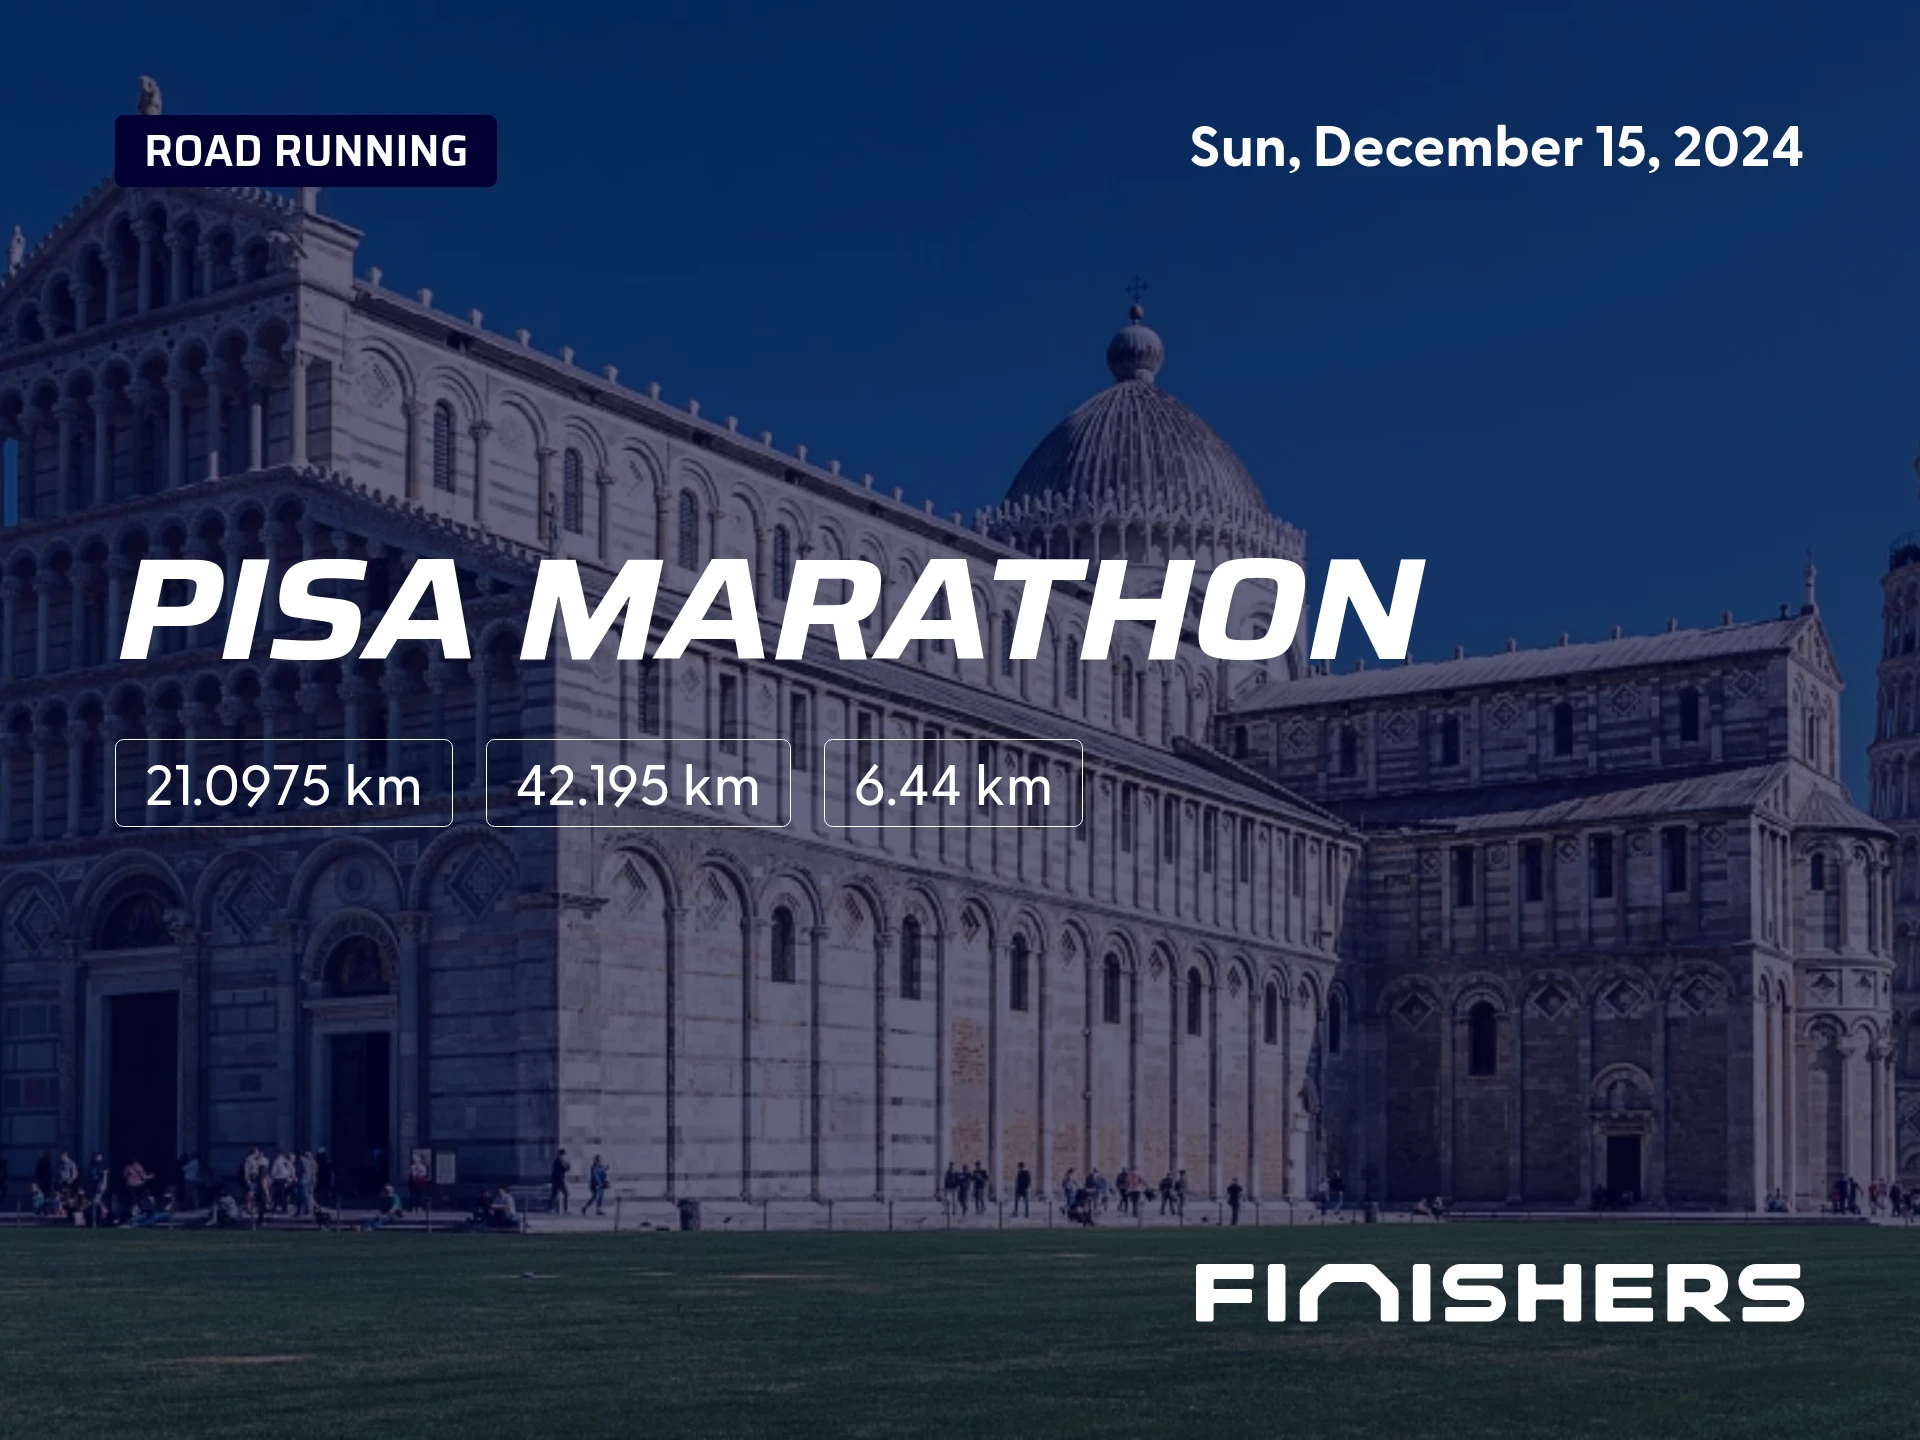 ROAD RUNNING
Sun, December 15, 2024
PISA MARATHON
21.0975 km
42.195 km
6.44 km
FINISHERS